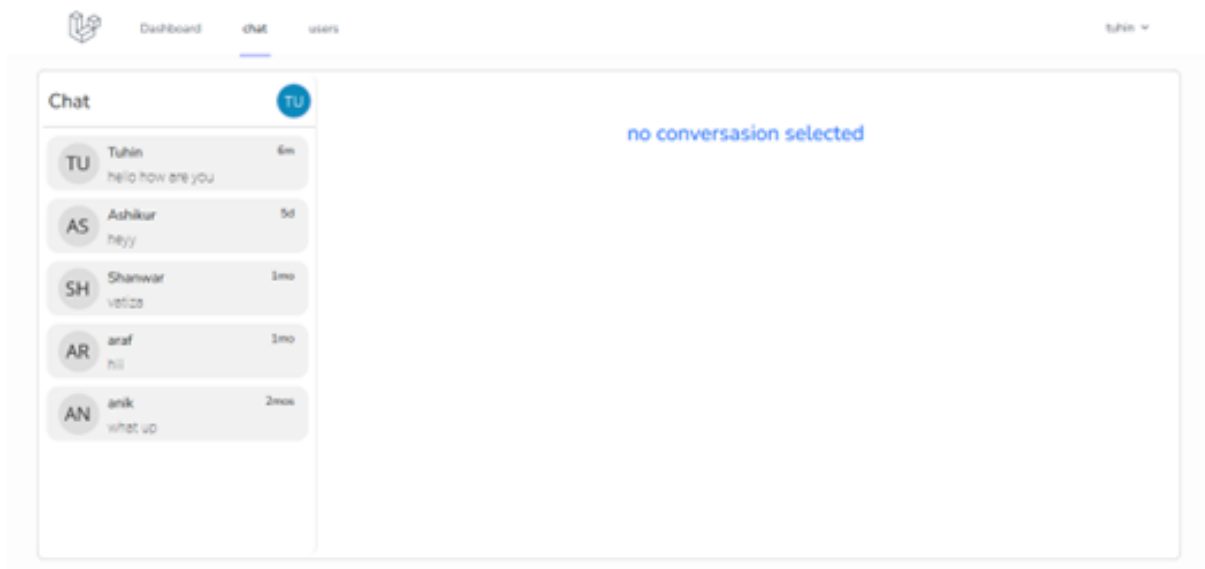 Dashboard chat users tuhin
Chat TU
no conversasion selected
TU Tuhin 6m
hello how are you
AS Ashikur 5d
heyy
SH Shanwar 1mo
vatiza
AR araf 1mo
hiii
AN anik 2mos
what up